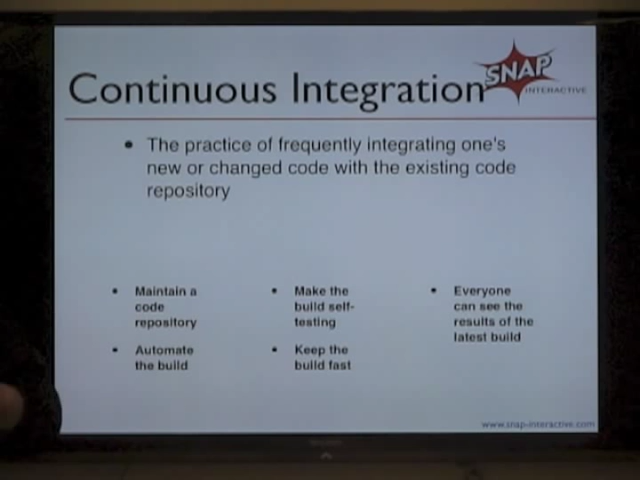 Continuous Integration
SNAP
INTERACTIVE
• The practice of frequently integrating one's
new or changed code with the existing code
repository
• Maintain a
code
repository
• Automate
the build
• Make the
build self-
testing
• Keep the
build fast
• Everyone
can see the
results of the
latest build
www.snap-interactive.com